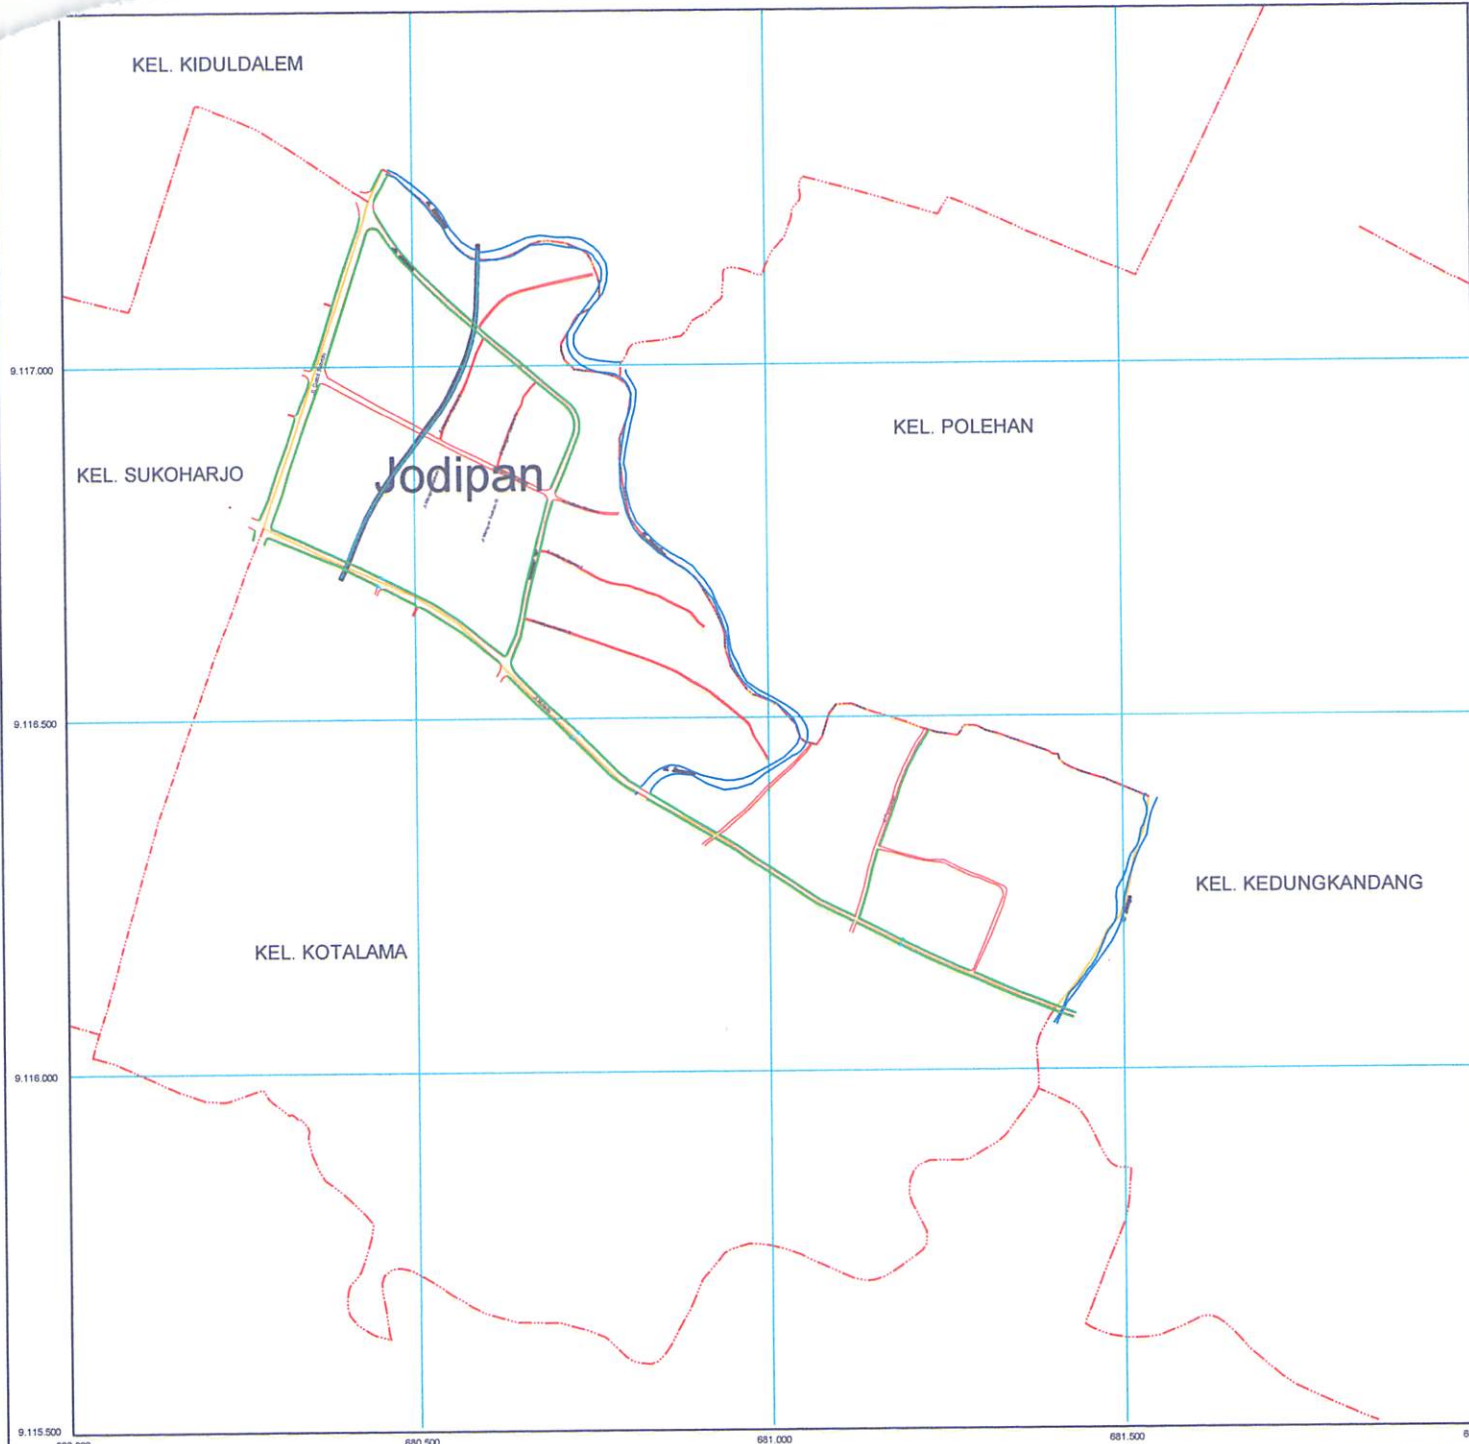 KEL. KIDULDALEM
9.117.000
KEL. POLEHAN
KEL. SUKOHARJO
Jodipan
9.116.500
KEL. KEDUNGKANDANG
KEL. KOTALAMA
9.116.000
9.115.500
680.500
681.000
681.500